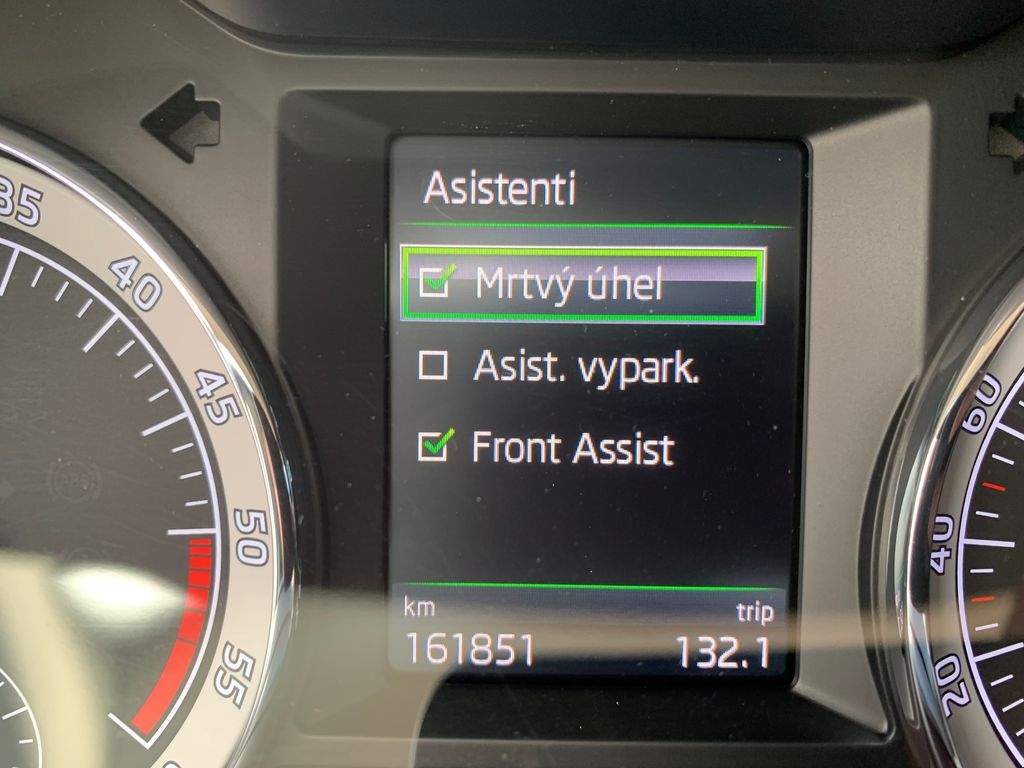 Asistenti
Mrtvý úhel
Asist. vypark.
Front Assist
km
trip
161851
132.1
35
40
45
50
55
60
40
20